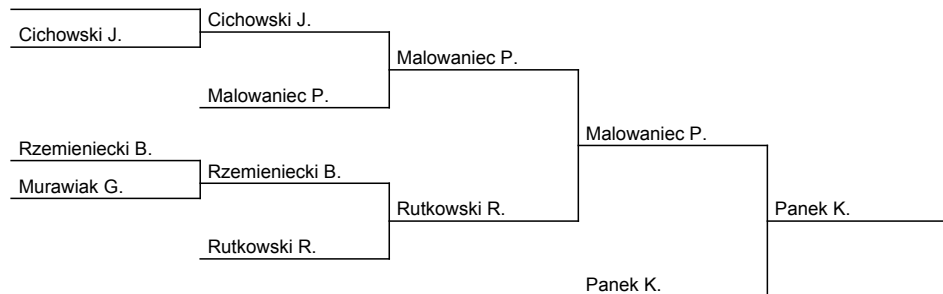 Cichowski J.
Cichowski J.
Malowaniec P.
Malowaniec P.
Malowaniec P.
Rzemieniecki B.
Rzemieniecki B.
Murawiak G.
Rutkowski R.
Panek K.
Rutkowski R.
Panek K.